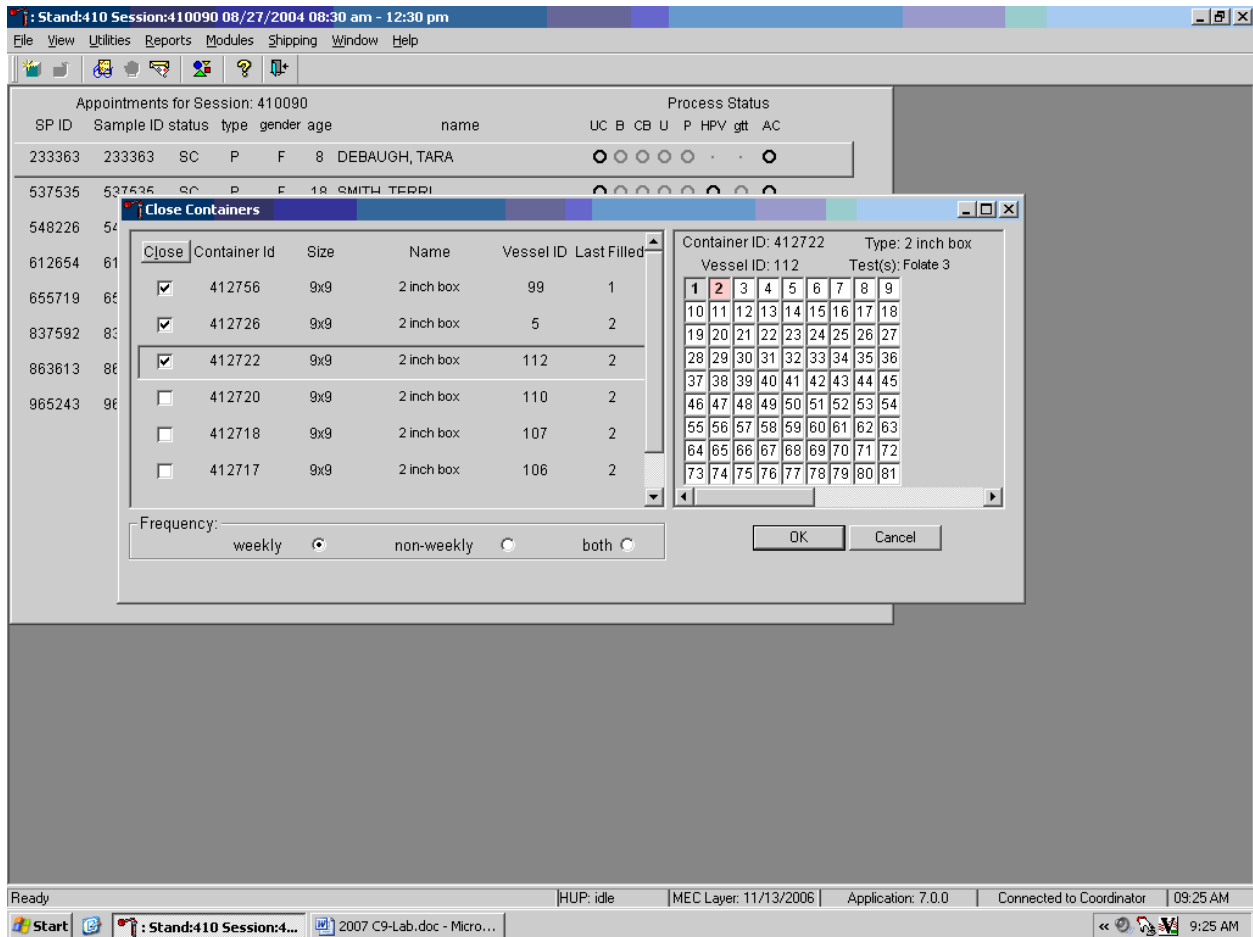 : Stand:410 Session:410090 08/27/2004 08:30 am - 12:30 pm
File View Utilities Reports Modules Shipping Window Help
Appointments for Session: 410090 Process Status
SP ID Sample ID status type gender age name UC B CB U P HPV gtt AC
233363 233363 SC P F 8 DEBAUGH, TARA
537535 537535 SC P F 18 SMITH, TERRI
548226 54
612654 61
655719 65
837592 83
863613 86
965243 96
Close Containers
Close Container Id Size Name Vessel ID Last Filled
412756 9x9 2 inch box 99 1
412726 9x9 2 inch box 5 2
412722 9x9 2 inch box 112 2
412720 9x9 2 inch box 110 2
412718 9x9 2 inch box 107 2
412717 9x9 2 inch box 106 2
Container ID: 412722 Type: 2 inch box
Vessel ID: 112 Test(s): Folate 3
1 2 3 4 5 6 7 8 9
10 11 12 13 14 15 16 17 18
19 20 21 22 23 24 25 26 27
28 29 30 31 32 33 34 35 36
37 38 39 40 41 42 43 44 45
46 47 48 49 50 51 52 53 54
55 56 57 58 59 60 61 62 63
64 65 66 67 68 69 70 71 72
73 74 75 76 77 78 79 80 81
Frequency:
weekly non-weekly both
OK Cancel
Ready HUP: idle MEC Layer: 11/13/2006 Application: 7.0.0 Connected to Coordinator 09:25 AM
Start : Stand:410 Session:4... 2007 C9-Lab.doc - Micro... « 9:25 AM